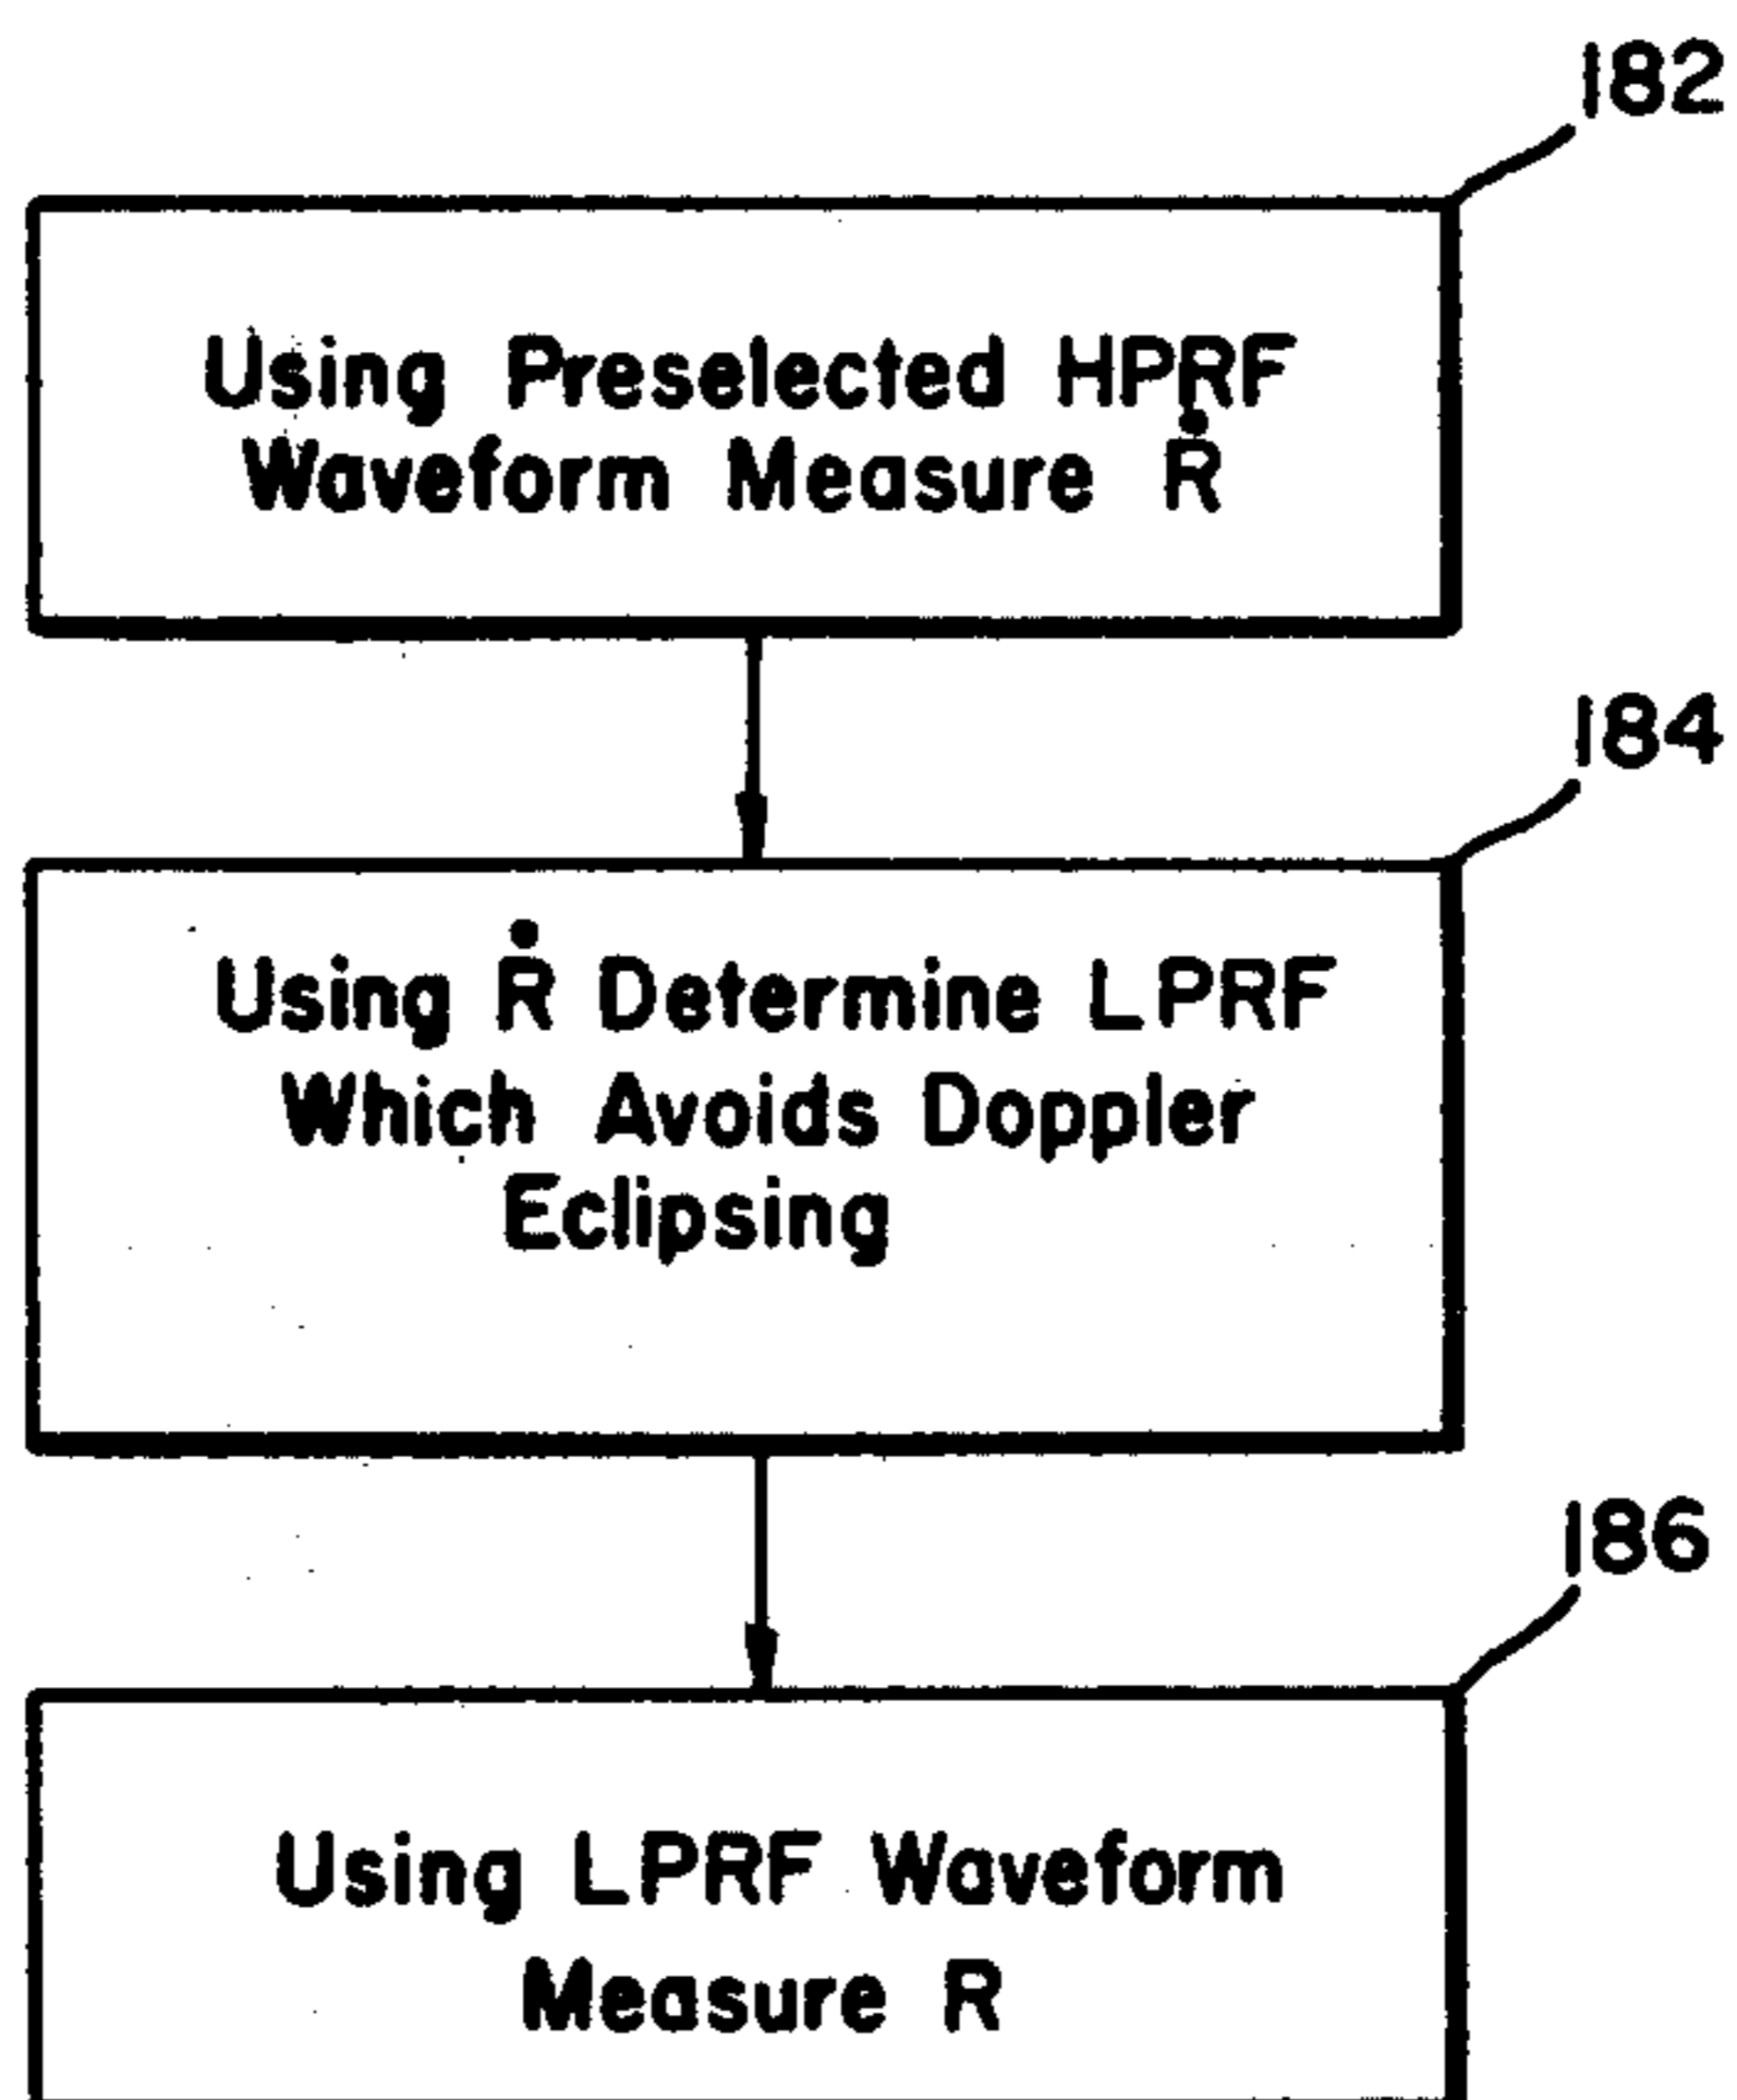 182
Using Preselected HPRF
Waveform Measure Ṙ
184
Using Ṙ Determine LPRF
Which Avoids Doppler
Eclipsing
186
Using LPRF Waveform
Measure R